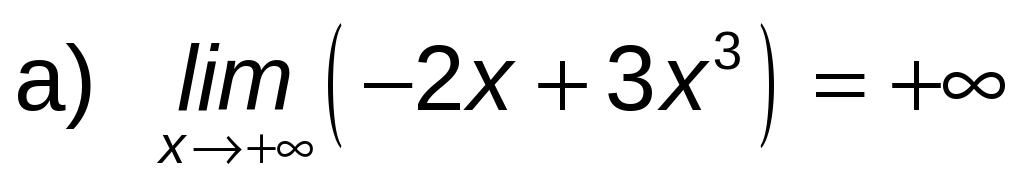 a) lim x→+∞ (−2x + 3x³) = +∞